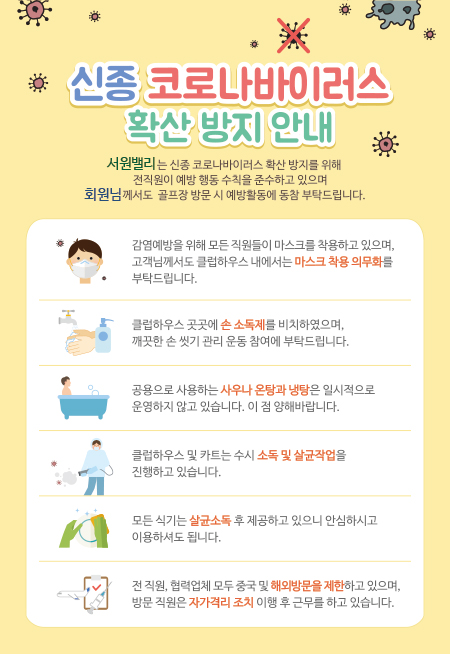 신종 코로나바이러스
확산 방지 안내
서원밸리는 신종 코로나바이러스 확산 방지를 위해
전직원이 예방 행동 수칙을 준수하고 있으며
회원님께서도 골프장 방문 시 예방활동에 동참 부탁드립니다.
감염예방을 위해 모든 직원들이 마스크를 착용하고 있으며,
고객님께서도 클럽하우스 내에서는 마스크 착용 의무화를
부탁드립니다.
클럽하우스 곳곳에 손 소독제를 비치하였으며,
깨끗한 손 씻기 관리 운동 참여에 부탁드립니다.
공용으로 사용하는 사우나 온탕과 냉탕은 일시적으로
운영하지 않고 있습니다. 이 점 양해바랍니다.
클럽하우스 및 카트는 수시 소독 및 살균작업을
진행하고 있습니다.
모든 식기는 살균소독 후 제공하고 있으니 안심하시고
이용하셔도 됩니다.
전 직원, 협력업체 모두 중국 및 해외방문을 제한하고 있으며,
방문 직원은 자가격리 조치 이행 후 근무를 하고 있습니다.